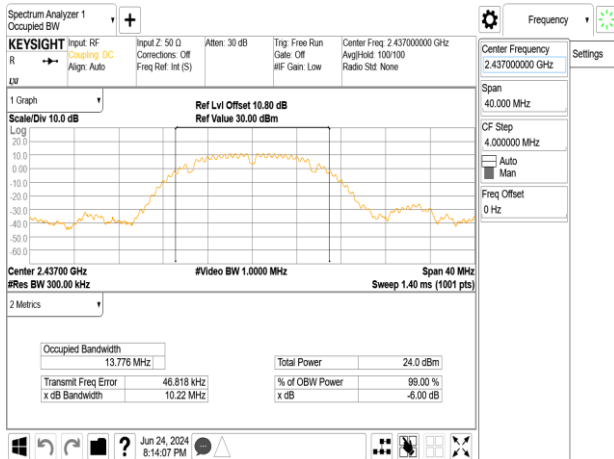 Spectrum Analyzer 1
Occupied BW
+
Frequency
KEYSIGHT
R
LXI
Input: RF
Coupling: DC
Align: Auto
Input Z: 50 Ω
Corrections: Off
Freq Ref: Int (S)
Atten: 30 dB
Trig: Free Run
Gate: Off
#IF Gain: Low
Center Freq: 2.437000000 GHz
Avg|Hold: 100/100
Radio Std: None
Center Frequency
2.437000000 GHz
Settings
Span
40.000 MHz
CF Step
4.000000 MHz
Auto
Man
Freq Offset
0 Hz
1 Graph
Scale/Div 10.0 dB
Ref Lvl Offset 10.80 dB
Ref Value 30.00 dBm
Log
20.0
10.0
0.00
-10.0
-20.0
-30.0
-40.0
-50.0
-60.0
Center 2.43700 GHz
#Res BW 300.00 kHz
#Video BW 1.0000 MHz
Span 40 MHz
Sweep 1.40 ms (1001 pts)
2 Metrics
Occupied Bandwidth
13.776 MHz
Total Power 24.0 dBm
Transmit Freq Error 46.818 kHz
% of OBW Power 99.00 %
x dB Bandwidth 10.22 MHz
x dB -6.00 dB
?
Jun 24, 2024
8:14:07 PM